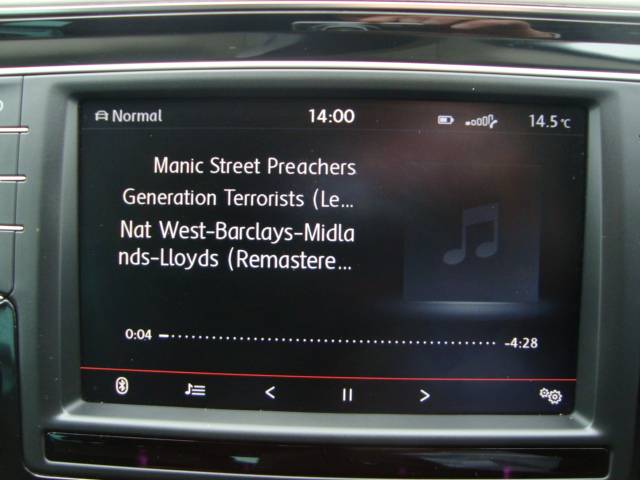 Normal 14:00 14.5°C
Manic Street Preachers
Generation Terrorists (Le...
Nat West-Barclays-Midla
nds-Lloyds (Remastere...
0:04 -4:28